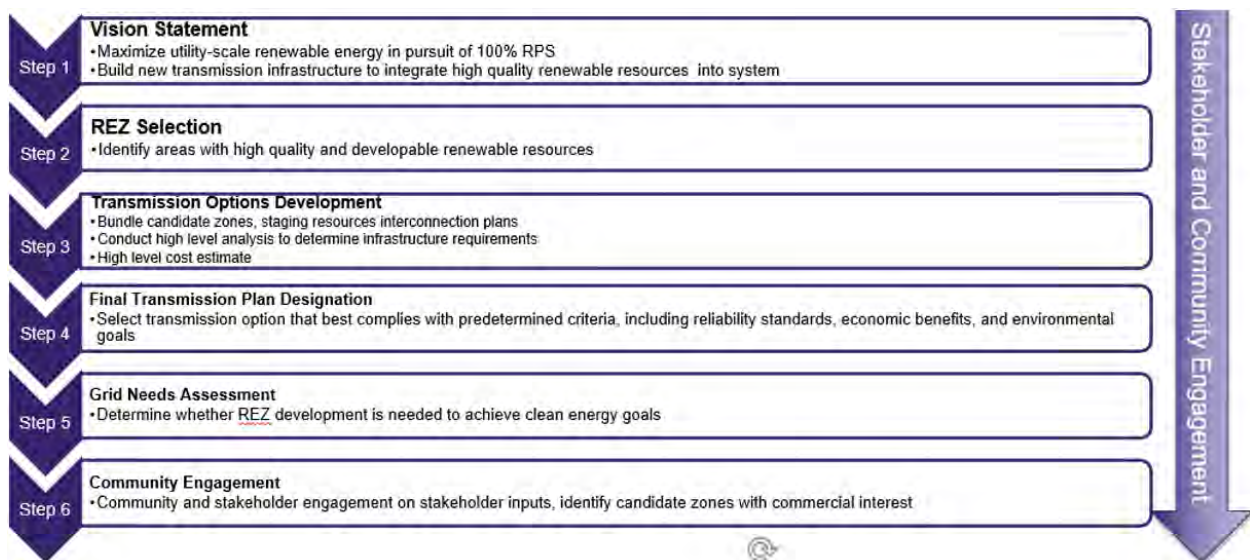 Vision Statement
Step 1
•Maximize utility-scale renewable energy in pursuit of 100% RPS
•Build new transmission infrastructure to integrate high quality renewable resources into system
REZ Selection
Step 2
•Identify areas with high quality and developable renewable resources
Transmission Options Development
Step 3
•Bundle candidate zones, staging resources interconnection plans
•Conduct high level analysis to determine infrastructure requirements
•High level cost estimate
Final Transmission Plan Designation
Step 4
•Select transmission option that best complies with predetermined criteria, including reliability standards, economic benefits, and environmental
goals
Grid Needs Assessment
Step 5
•Determine whether REZ development is needed to achieve clean energy goals
Community Engagement
Step 6
•Community and stakeholder engagement on stakeholder inputs, identify candidate zones with commercial interest
Stakeholder and Community Engagement